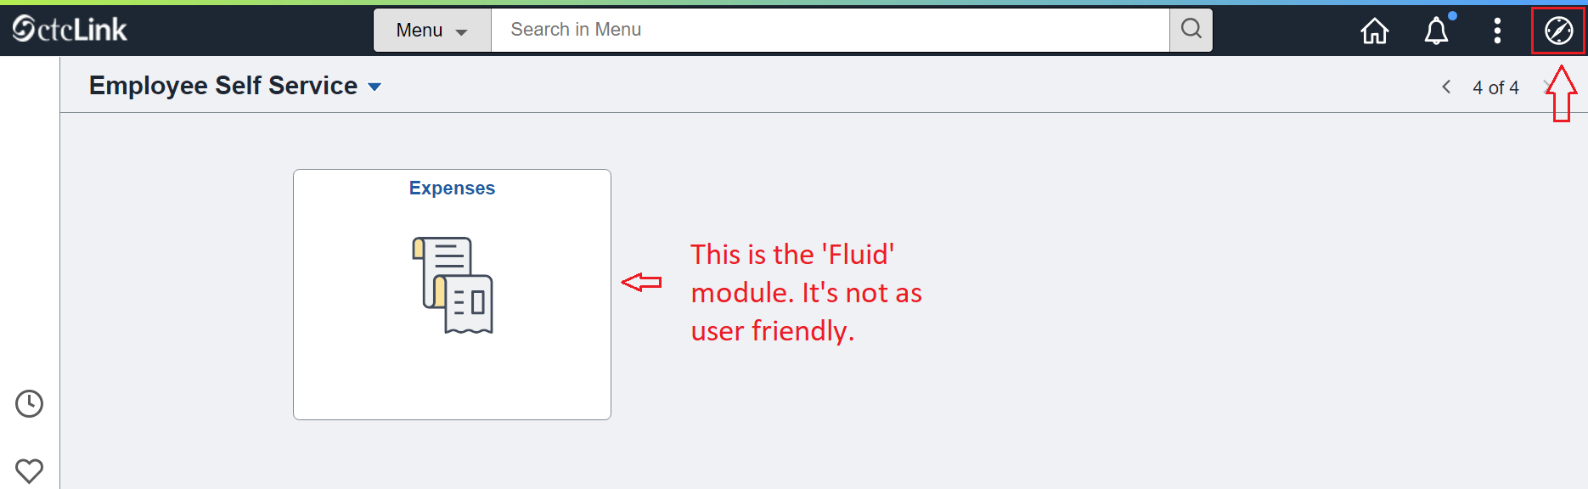 ctcLink
Menu
Search in Menu
Employee Self Service
4 of 4
Expenses
This is the 'Fluid'
module. It's not as
user friendly.